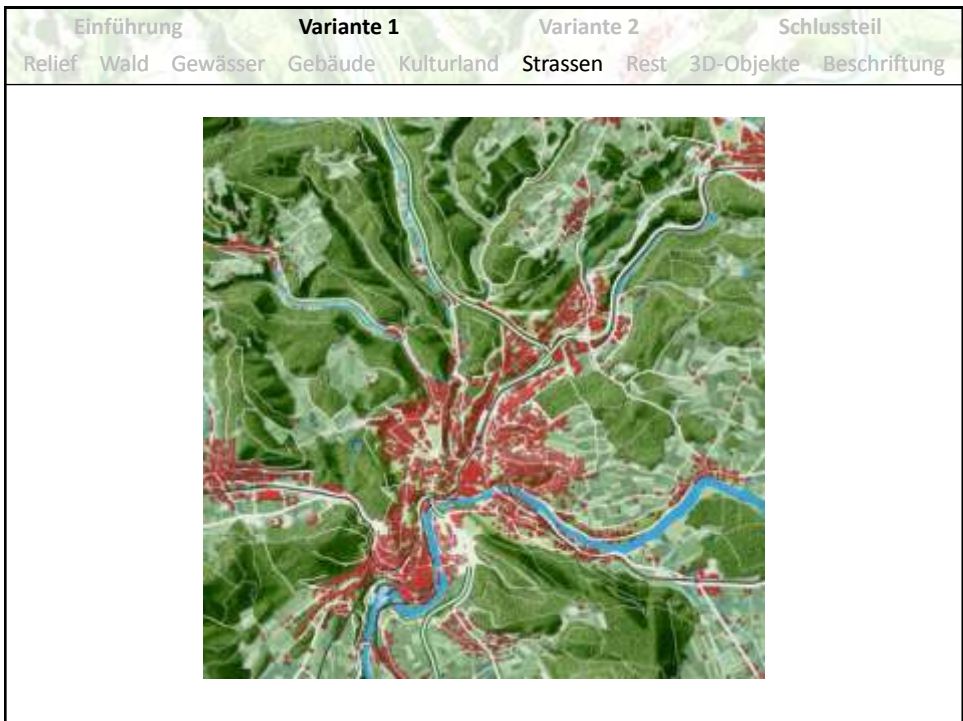 Einführung Variante 1 Variante 2 Schlussteil
Relief Wald Gewässer Gebäude Kulturland Strassen Rest 3D-Objekte Beschriftung